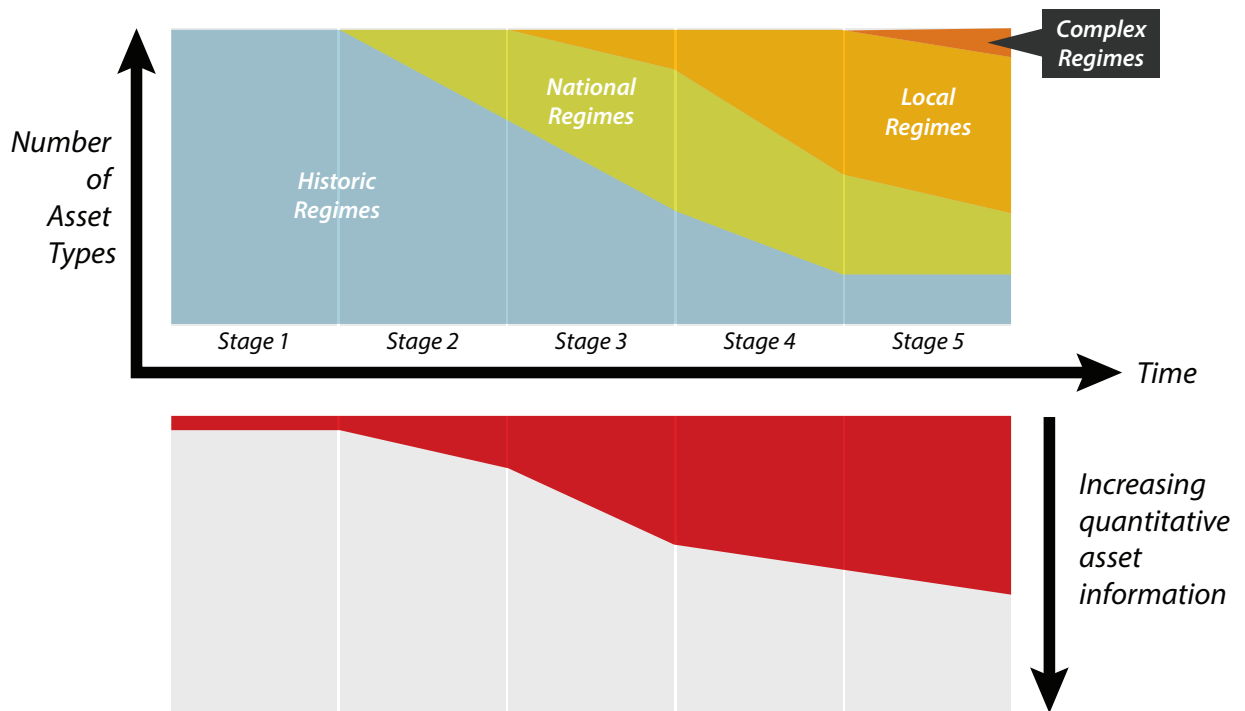 Complex
Regimes
National
Regimes
Local
Regimes
Number
of
Asset
Types
Historic
Regimes
Stage 1
Stage 2
Stage 3
Stage 4
Stage 5
Time
Increasing
quantitative
asset
information